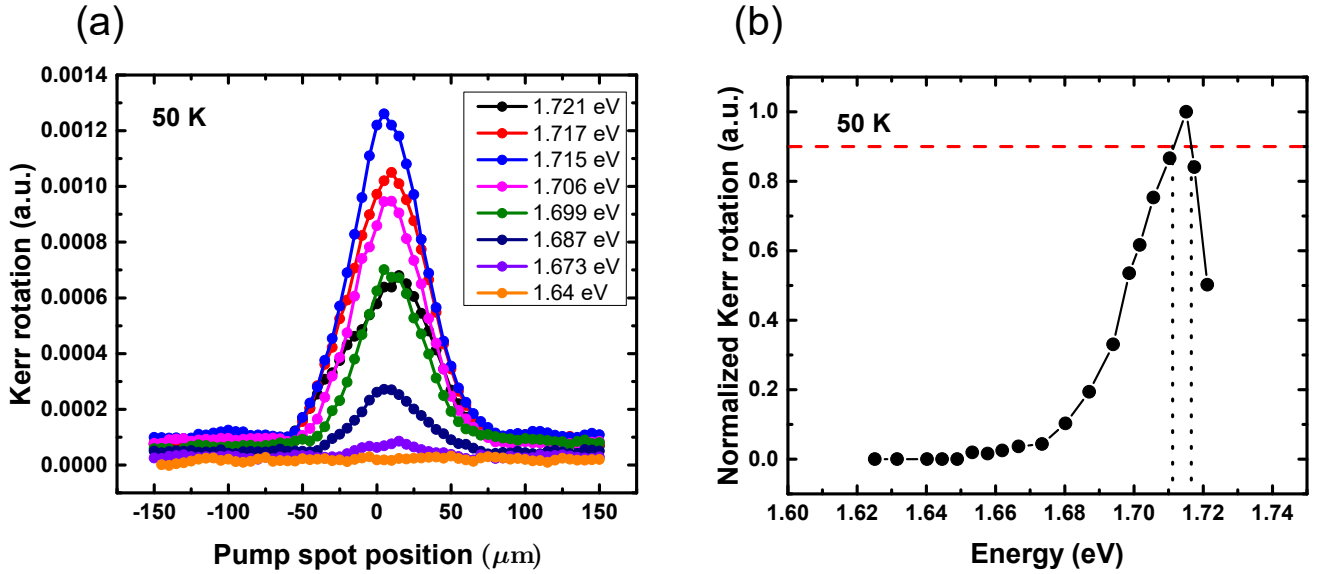 (a)
Kerr rotation (a.u.)
0.0014
0.0012
0.0010
0.0008
0.0006
0.0004
0.0002
0.0000
50 K
1.721 eV
1.717 eV
1.715 eV
1.706 eV
1.699 eV
1.687 eV
1.673 eV
1.64 eV
-150 -100 -50 0 50 100 150
Pump spot position (μm)
(b)
Normalized Kerr rotation (a.u.)
1.0
0.8
0.6
0.4
0.2
0.0
50 K
1.60 1.62 1.64 1.66 1.68 1.70 1.72 1.74
Energy (eV)